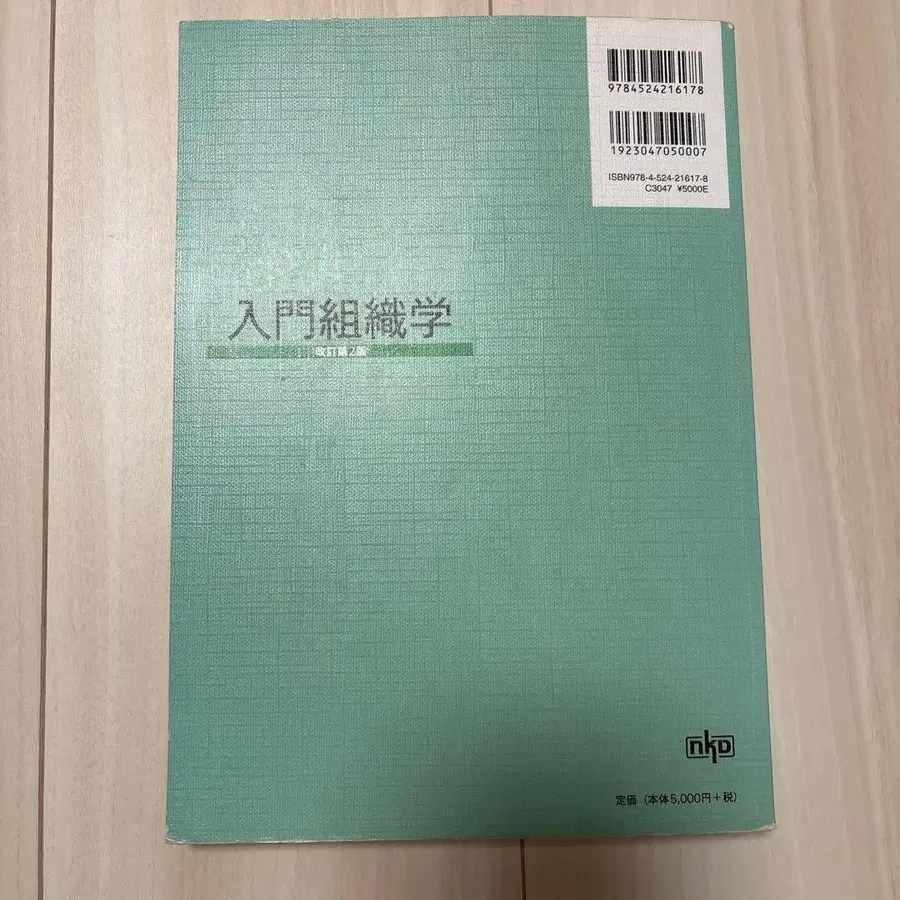 9784524216178
1923047050007
ISBN978-4-524-21617-8
C3047 ¥5000E
入門組織学
改訂第2版
nkD
定価（本体5,000円+税）